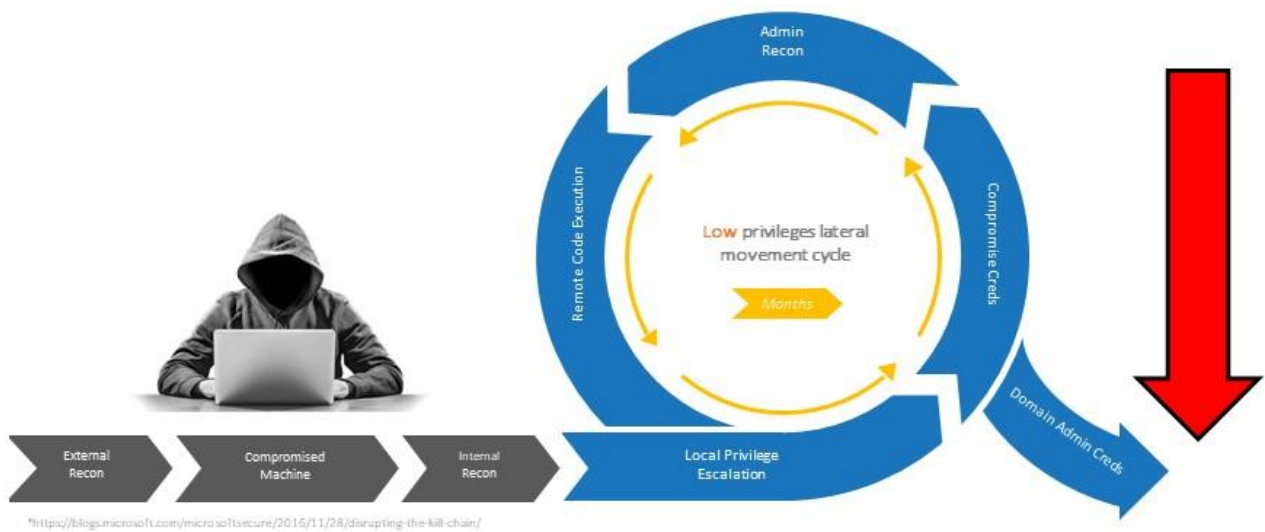 Admin
Recon
Remote Code Execution
Compromise Creds
Low privileges lateral
movement cycle
Months
External
Recon
Compromised
Machine
Internal
Recon
Local Privilege
Escalation
Domain Admin Creds
*https://blogs.microsoft.com/microsoftsecure/2016/11/28/disrupting-the-kill-chain/